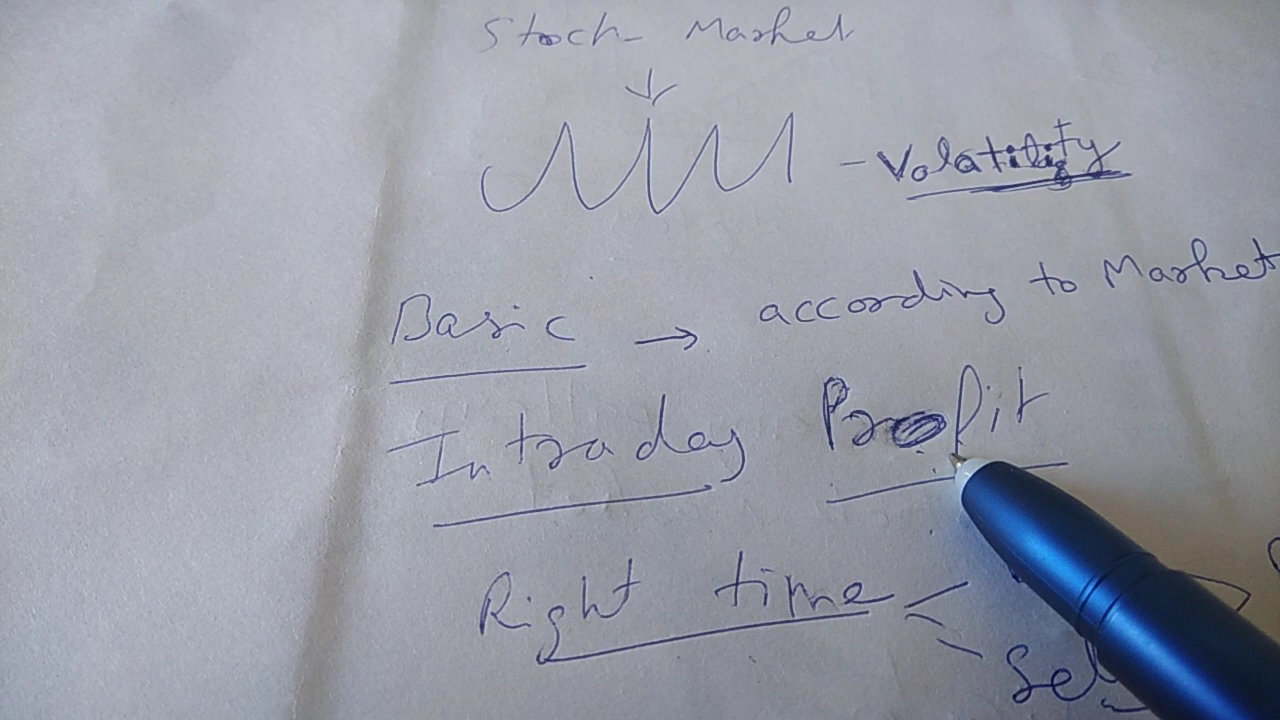 Stock Market
- Volatility
Basic → according to Market
Intraday Profit
Right time